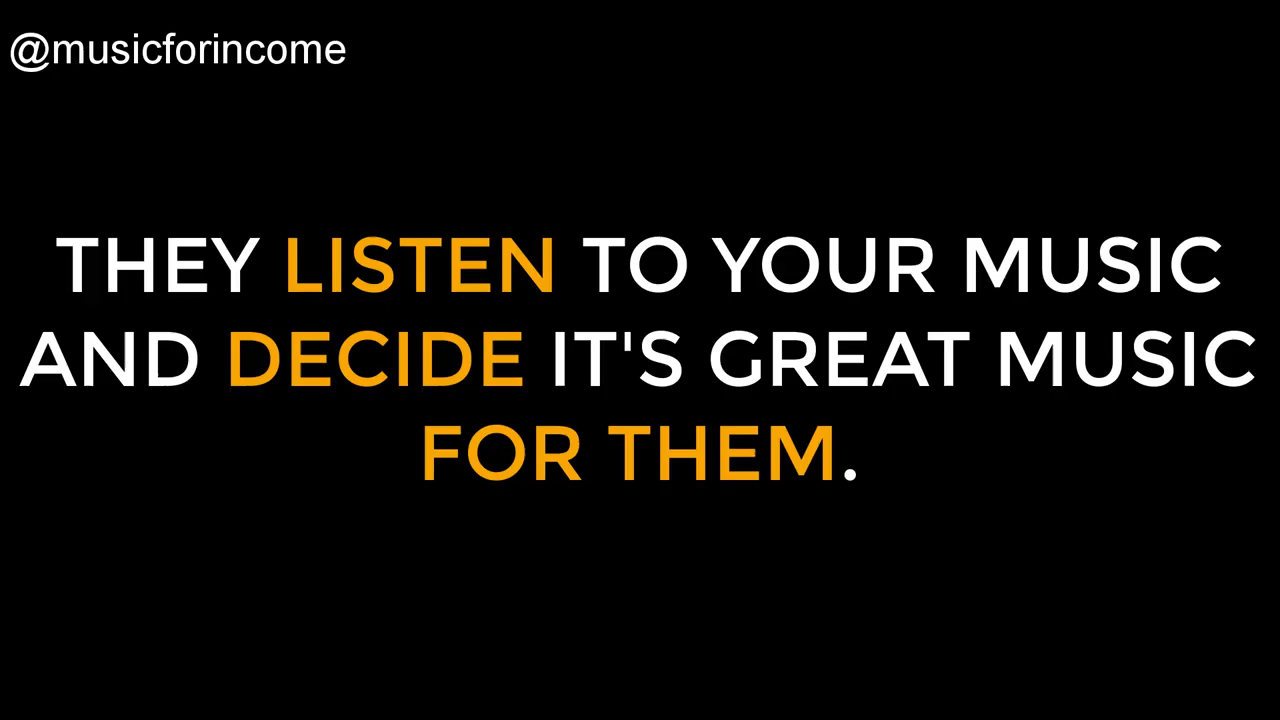 @musicforincome
THEY LISTEN TO YOUR MUSIC
AND DECIDE IT'S GREAT MUSIC
FOR THEM.